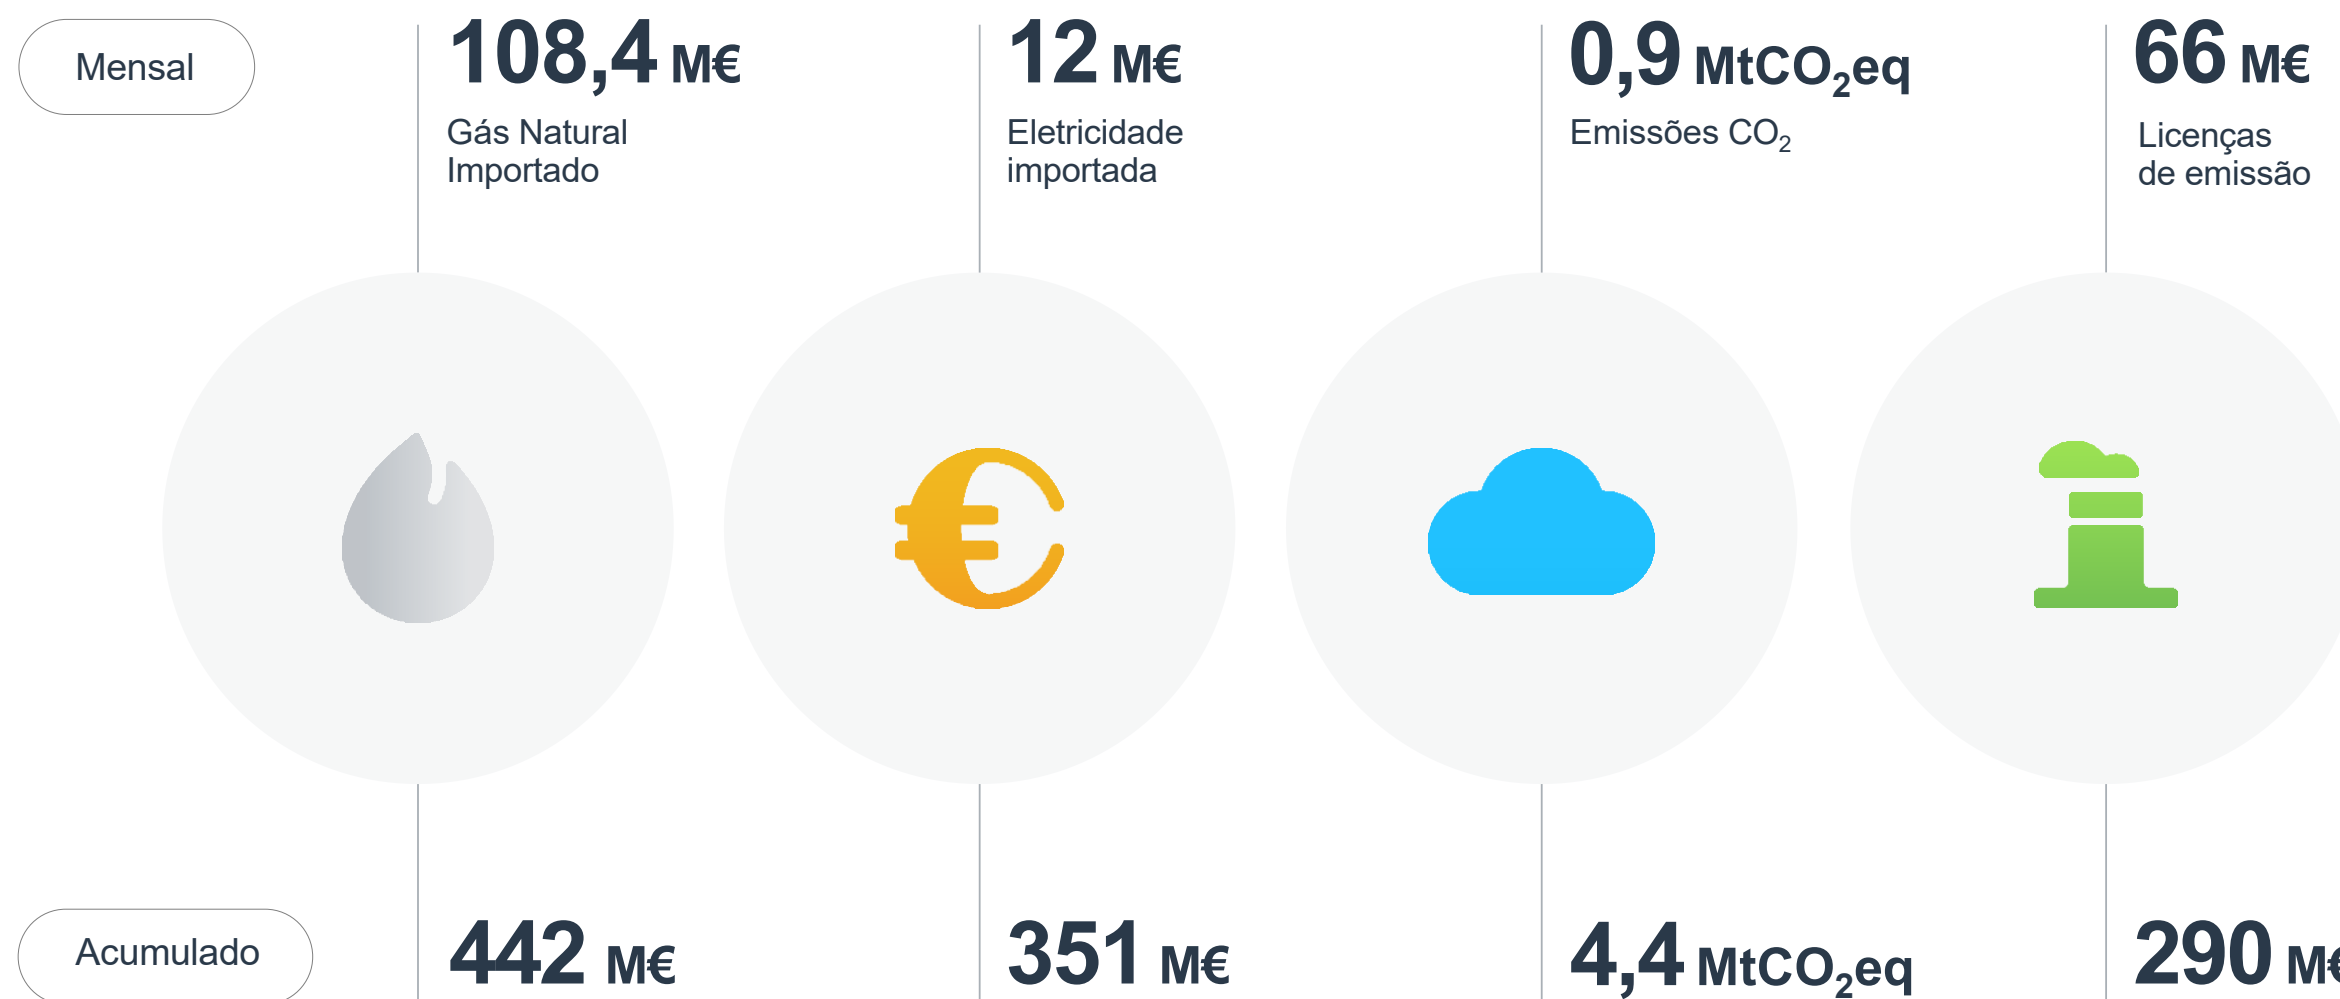 Mensal
108,4 M€
Gás Natural
Importado
12 M€
Eletricidade
importada
0,9 MtCO₂eq
Emissões CO₂
66 M€
Licenças
de emissão
Acumulado
442 M€
351 M€
4,4 MtCO₂eq
290 M€